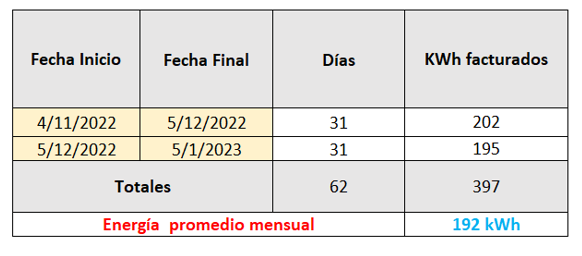 Fecha Inicio Fecha Final Días KWh facturados
4/11/2022 5/12/2022 31 202
5/12/2022 5/1/2023 31 195
Totales 62 397
Energía promedio mensual 192 kWh